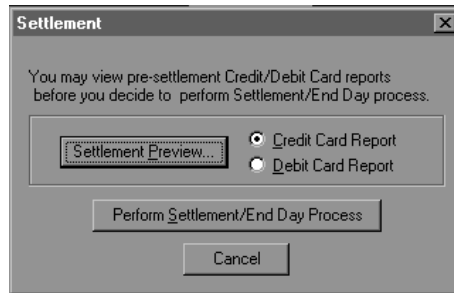 Settlement
You may view pre-settlement Credit/Debit Card reports
before you decide to perform Settlement/End Day process.
Settlement Preview...
Credit Card Report
Debit Card Report
Perform Settlement/End Day Process
Cancel